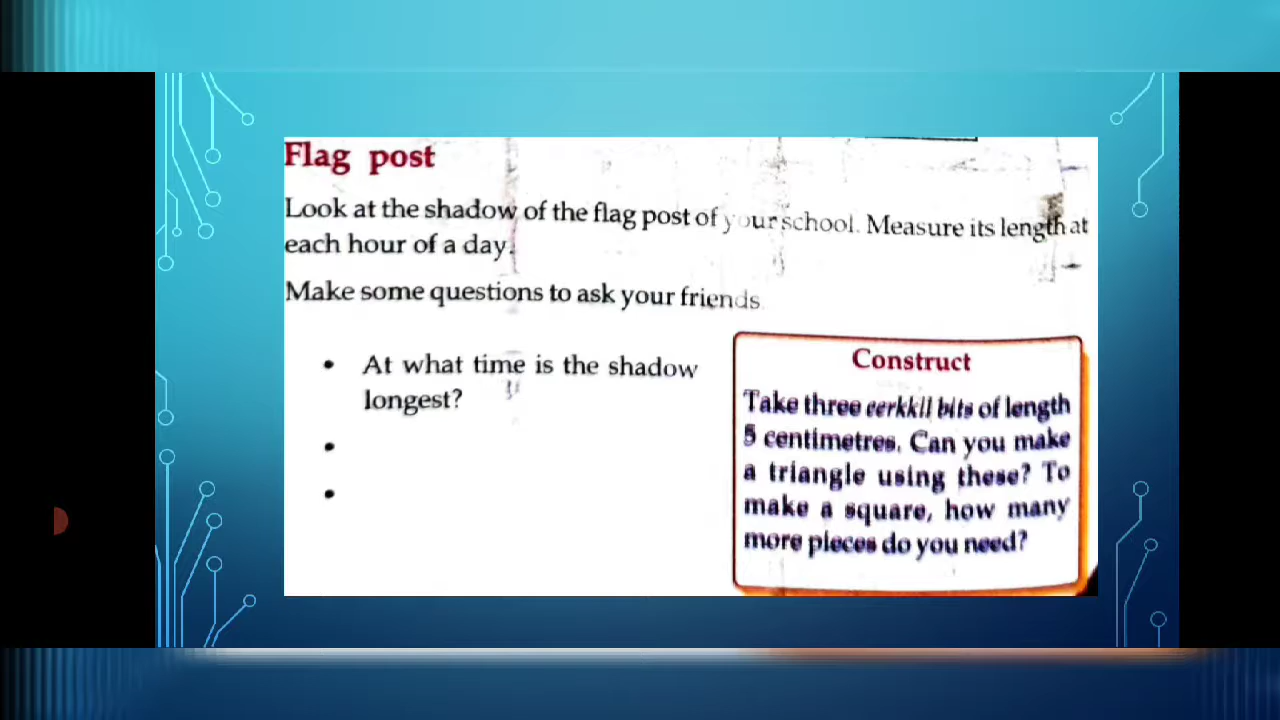 Flag post
Look at the shadow of the flag post of your school. Measure its length at
each hour of a day.
Make some questions to ask your friends.
• At what time is the shadow
longest?
•
•
Construct
Take three eerkkil bits of length
5 centimetres. Can you make
a triangle using these? To
make a square, how many
more pieces do you need?